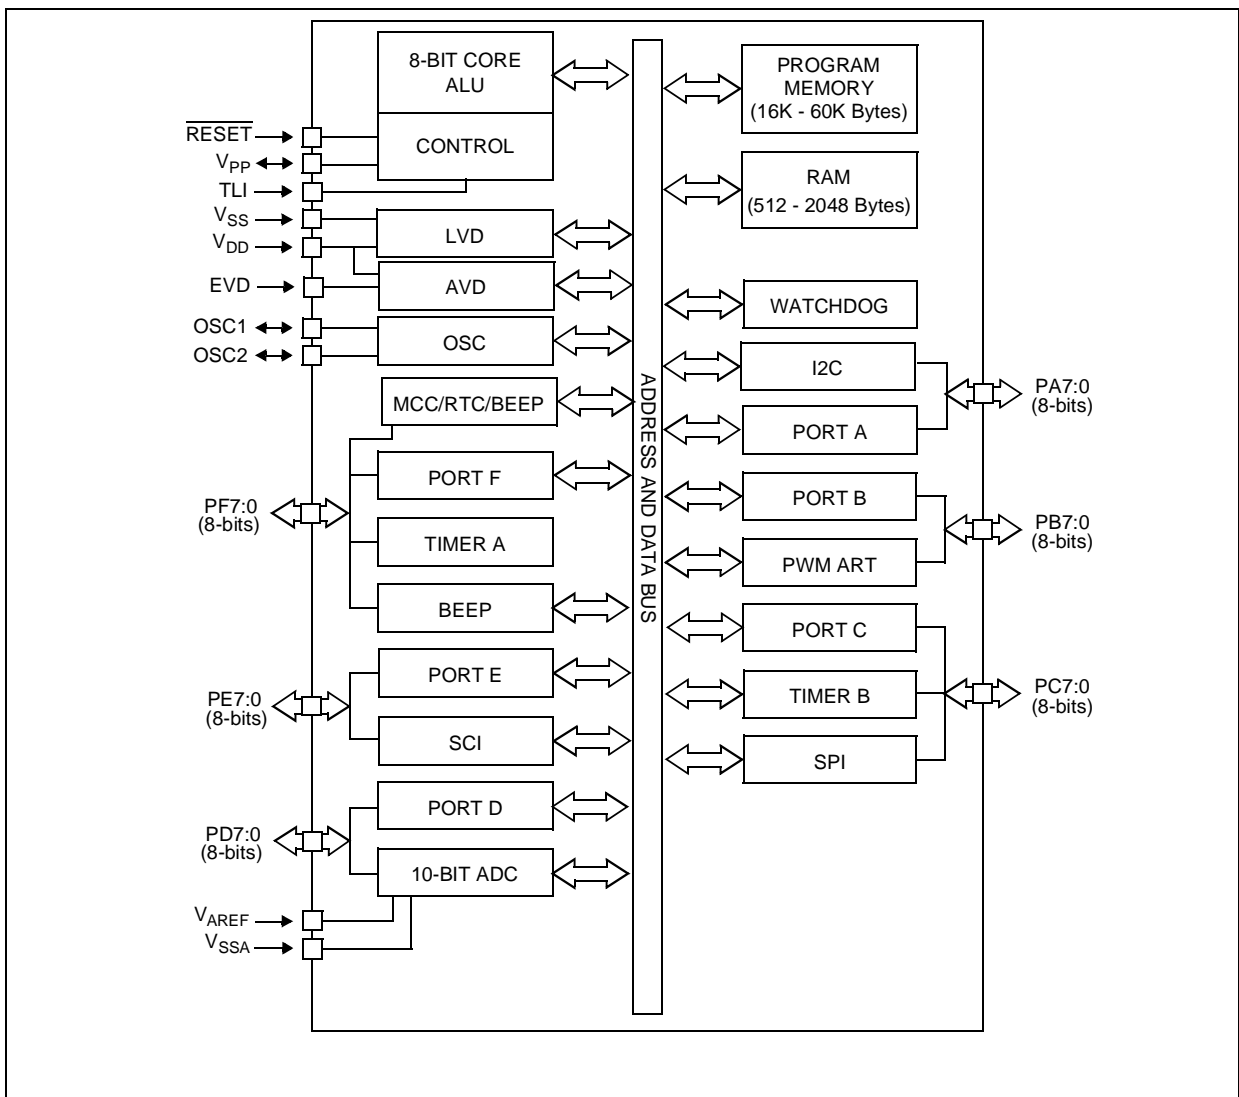 8-BIT CORE
ALU
CONTROL
RESET
VPP
TLI
VSS
VDD
LVD
EVD
AVD
OSC1
OSC2
OSC
MCC/RTC/BEEP
PORT F
PF7:0
(8-bits)
TIMER A
BEEP
PORT E
PE7:0
(8-bits)
SCI
PORT D
PD7:0
(8-bits)
10-BIT ADC
VAREF
VSSA
ADDRESS AND DATA BUS
PROGRAM
MEMORY
(16K - 60K Bytes)
RAM
(512 - 2048 Bytes)
WATCHDOG
I2C
PA7:0
(8-bits)
PORT A
PORT B
PB7:0
(8-bits)
PWM ART
PORT C
TIMER B
PC7:0
(8-bits)
SPI